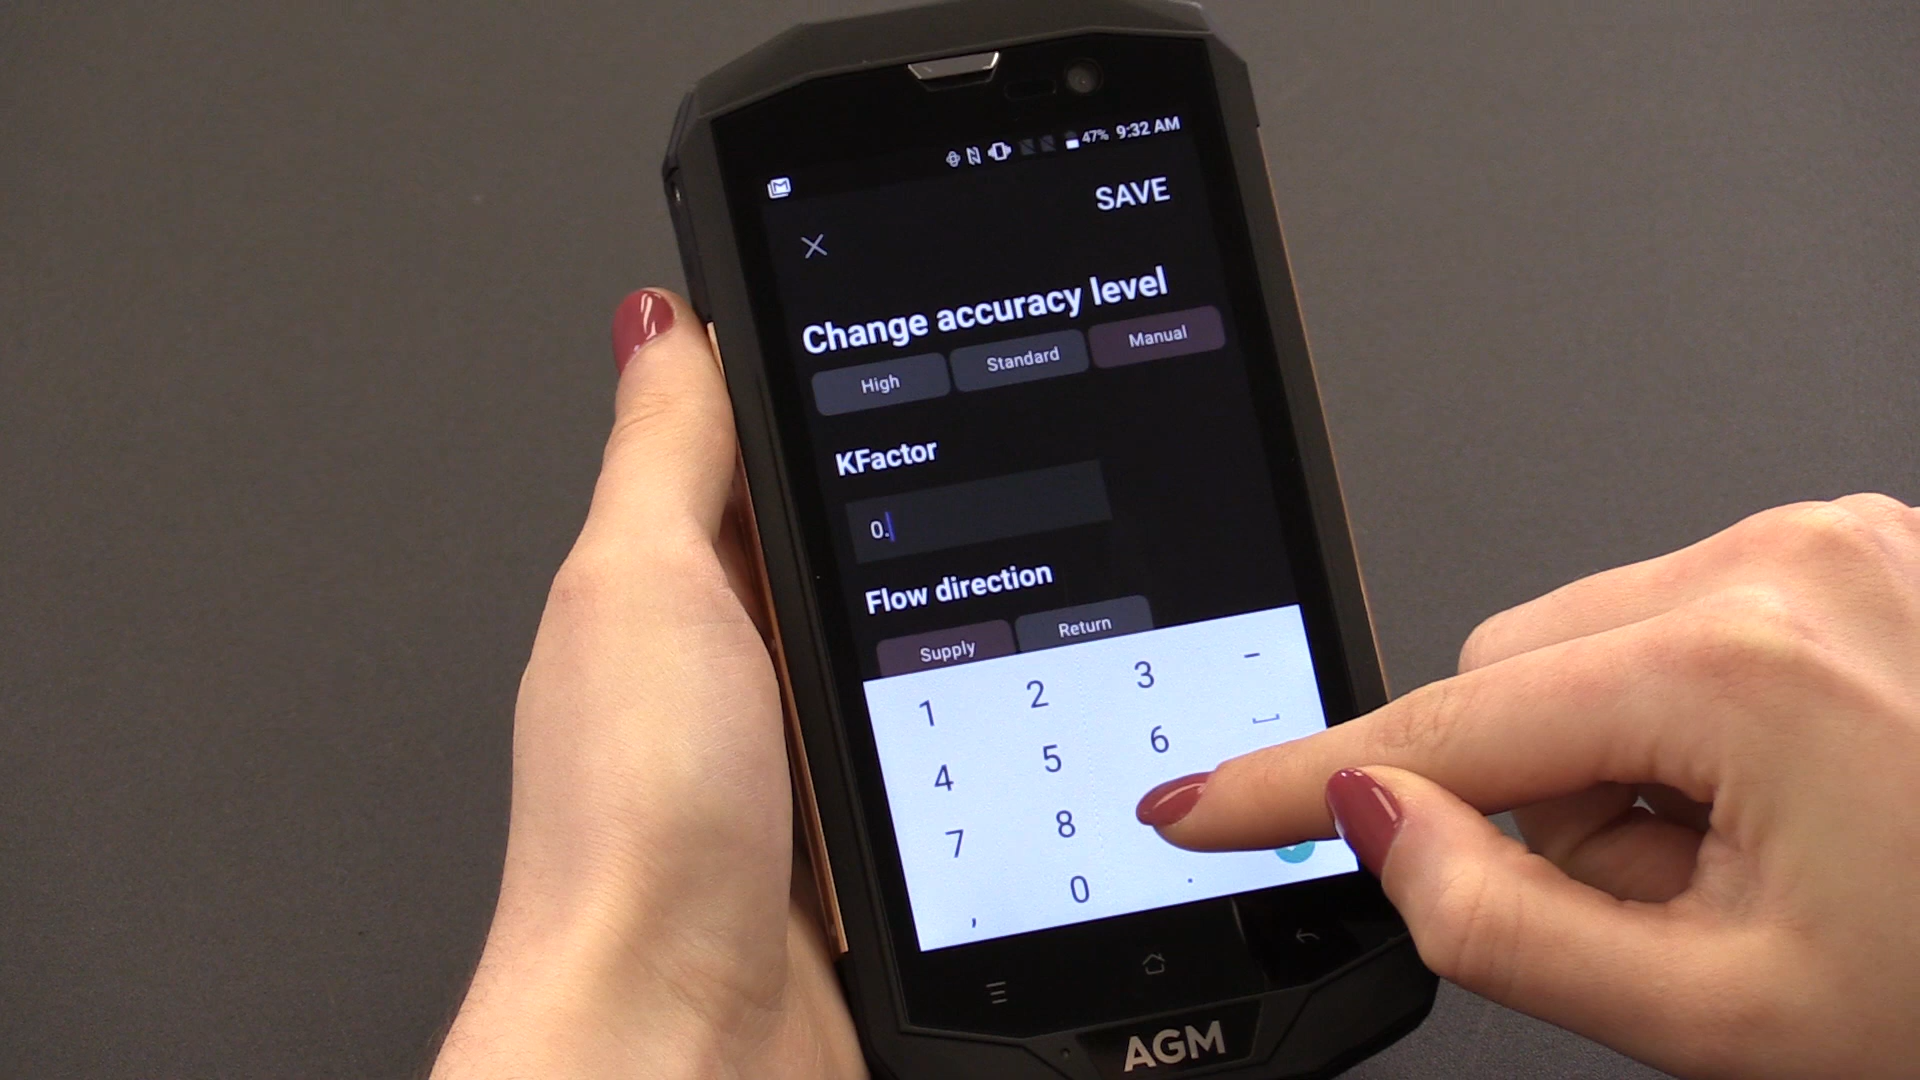 47% 9:32 AM
SAVE
Change accuracy level
High Standard Manual
KFactor
0.
Flow direction
Supply Return
1 2 3 -
4 5 6
7 8
, 0 .
AGM